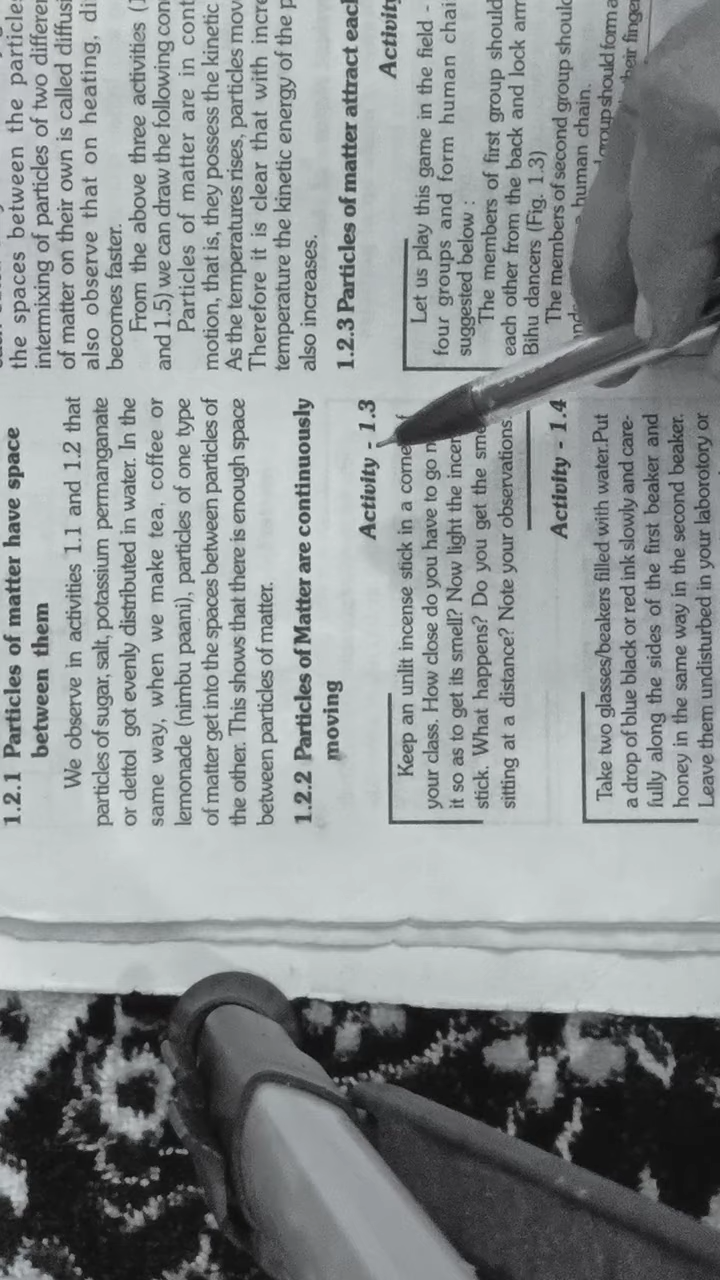 1.2.1 Particles of matter have space
between them
We observe in activities 1.1 and 1.2 that
particles of sugar, salt, potassium permanganate
or dettol got evenly distributed in water. In the
same way, when we make tea, coffee or
lemonade (nimbu paani), particles of one type
of matter get into the spaces between particles of
the other. This shows that there is enough space
between particles of matter.
1.2.2 Particles of Matter are continuously
moving
Activity - 1.3
Keep an unlit incense stick in a corne
your class. How close do you have to go
it so as to get its smell? Now light the incen
stick. What happens? Do you get the sme
sitting at a distance? Note your observations.
Activity - 1.4
Take two glasses/beakers filled with water.Put
a drop of blue black or red ink slowly and care-
fully along the sides of the first beaker and
honey in the same way in the second beaker.
Leave them undisturbed in your laborotory or
the spaces between the particle
intermixing of particles of two differen
of matter on their own is called diffusi
also observe that on heating, di
becomes faster.
From the above three activities (
and 1.5) we can draw the following con
Particles of matter are in cont
motion, that is, they possess the kinetic
As the temperatures rises, particles mov
Therefore it is clear that with incre
temperature the kinetic energy of the p
also increases.
1.2.3 Particles of matter attract eac
Activity
Let us play this game in the field -
four groups and form human chai
suggested below :
The members of first group should
each other from the back and lock arm
Bihu dancers (Fig. 1.3)
The members of second group shoul
human chain.
group should form a
their finger